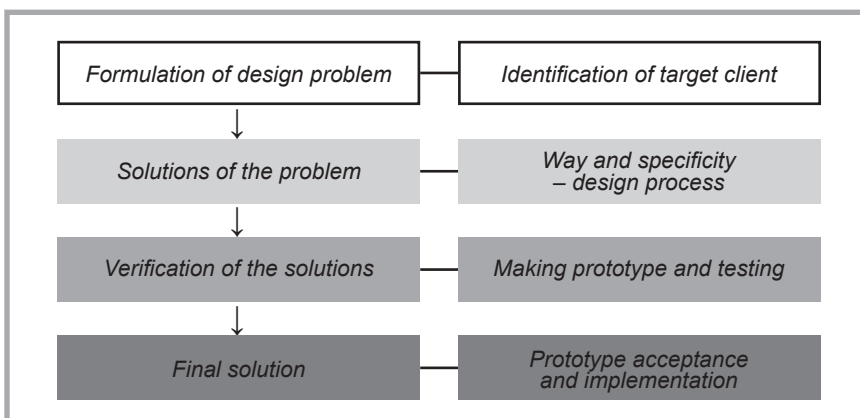 Formulation of design problem
Identification of target client
Solutions of the problem
Way and specificity
– design process
Verification of the solutions
Making prototype and testing
Final solution
Prototype acceptance
and implementation